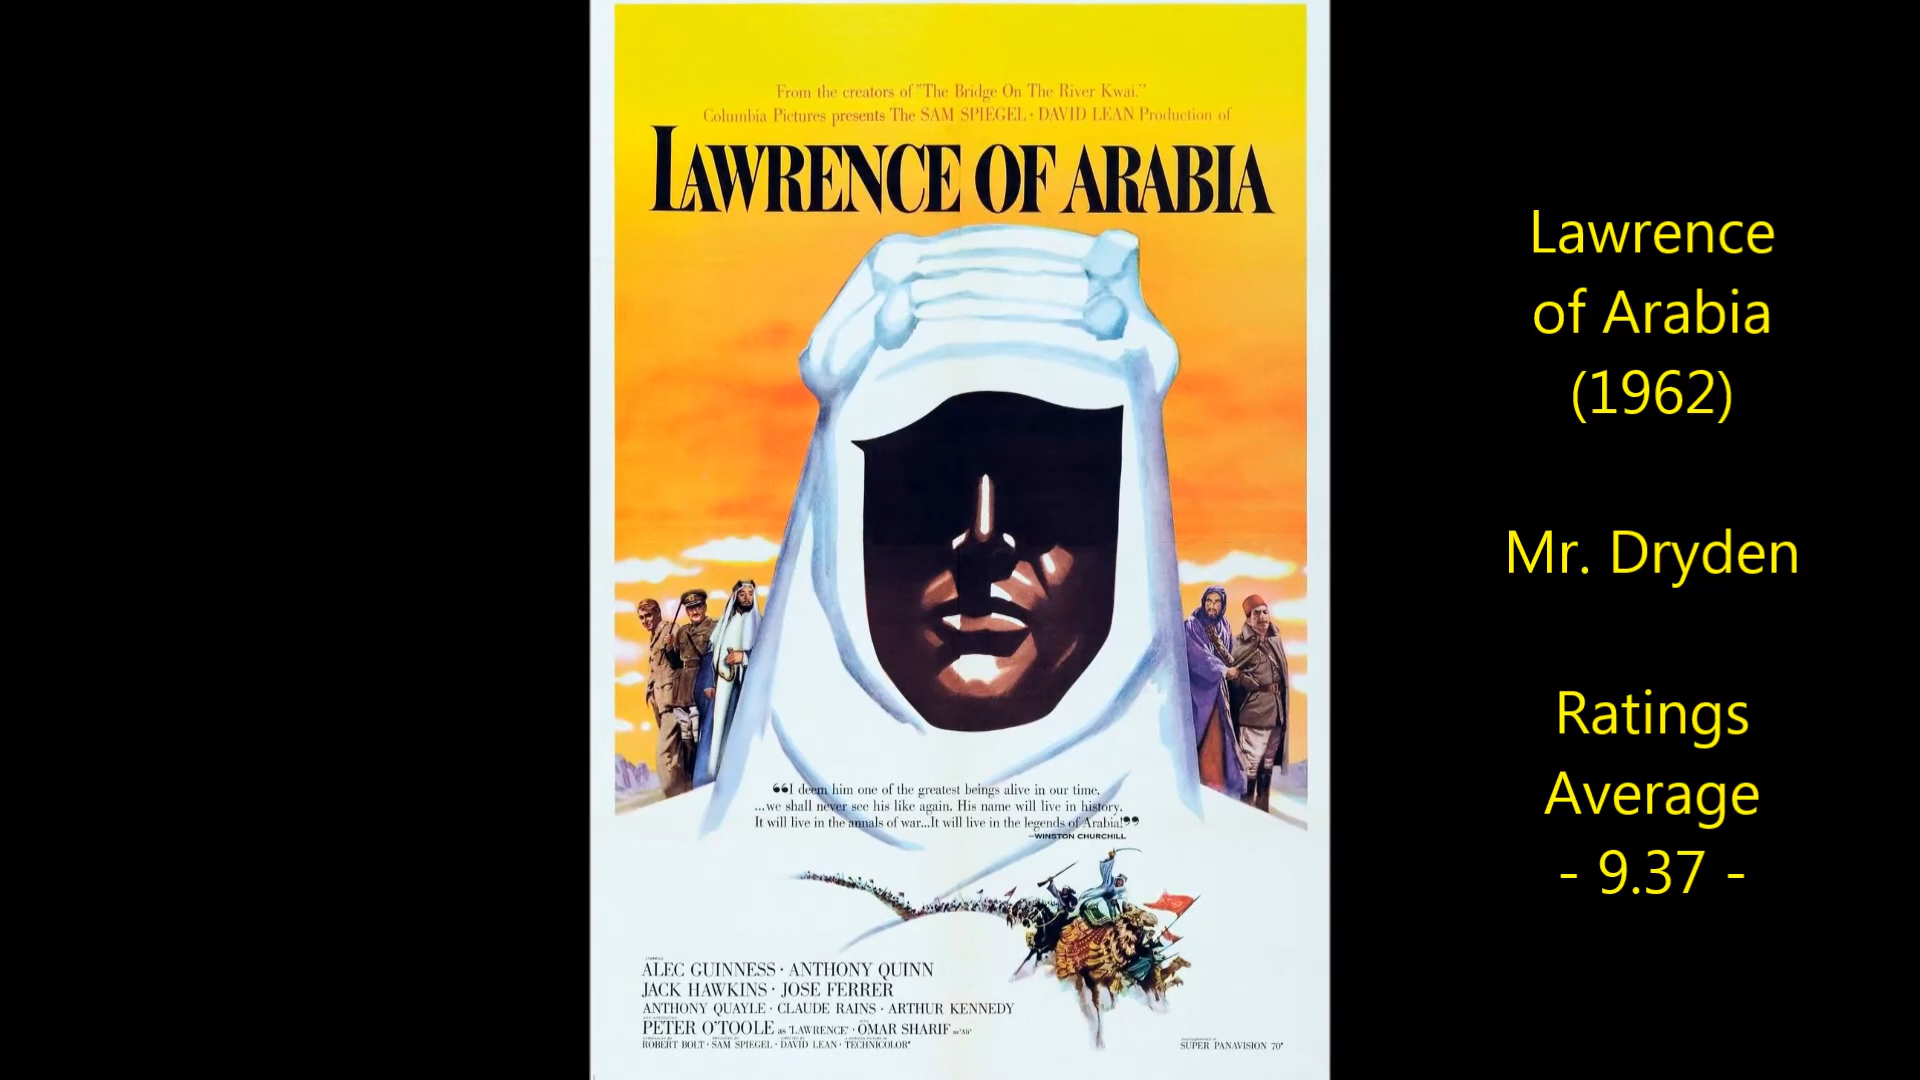 From the creators of "The Bridge On The River Kwai."
Columbia Pictures presents The SAM SPIEGEL · DAVID LEAN Production of
LAWRENCE OF ARABIA
“I deem him one of the greatest beings alive in our time.
...we shall never see his like again. His name will live in history.
It will live in the annals of war...It will live in the legends of Arabia!”
—WINSTON CHURCHILL
ALEC GUINNESS · ANTHONY QUINN
JACK HAWKINS · JOSE FERRER
ANTHONY QUAYLE · CLAUDE RAINS · ARTHUR KENNEDY
PETER O'TOOLE as 'LAWRENCE' · OMAR SHARIF as 'Ali'
ROBERT BOLT · SAM SPIEGEL · DAVID LEAN · TECHNICOLOR®
SUPER PANAVISION 70®
Lawrence
of Arabia
(1962)
Mr. Dryden
Ratings
Average
- 9.37 -